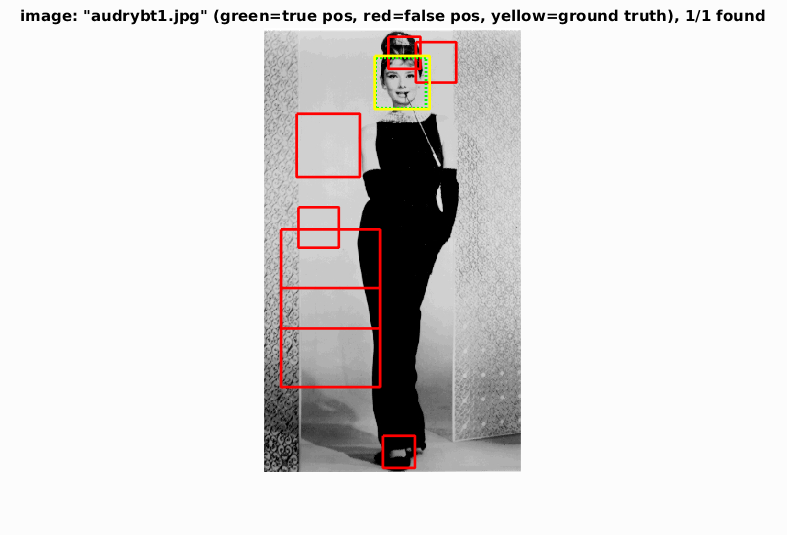 image: "audrybt1.jpg" (green=true pos, red=false pos, yellow=ground truth), 1/1 found